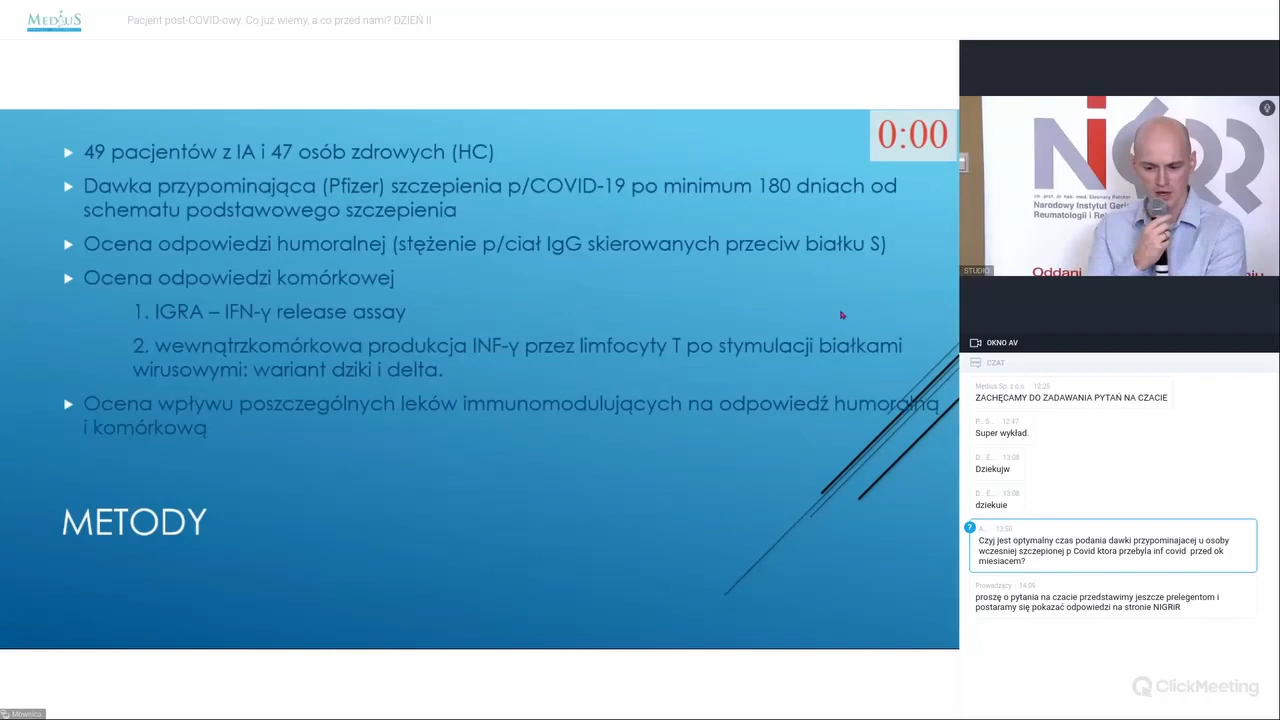 MEDiUS
Pacjent post-COVID-owy. Co już wiemy, a co przed nami? DZIEŃ II
0:00
49 pacjentów z IA i 47 osób zdrowych (HC)
Dawka przypominająca (Pfizer) szczepienia p/COVID-19 po minimum 180 dniach od
schematu podstawowego szczepienia
Ocena odpowiedzi humoralnej (stężenie p/ciał IgG skierowanych przeciw białku S)
Ocena odpowiedzi komórkowej
1. IGRA – IFN-γ release assay
2. wewnątrzkomórkowa produkcja INF-γ przez limfocyty T po stymulacji białkami
wirusowymi: wariant dziki i delta.
Ocena wpływu poszczególnych leków immunomodulujących na odpowiedź humoralną
i komórkową
METODY
Mównica
Narodowy Instytut Geri
Reumatologii i Re
Oddani
STUDIO
OKNO AV
CZAT
Medius Sp. z o.o. · 12:25
ZACHĘCAMY DO ZADAWANIA PYTAŃ NA CZACIE
P... S... · 12:47
Super wykład.
D... E... · 13:08
Dziekujw
D... E... · 13:08
dziekuie
?
A. · 13:50
Czyj jest optymalny czas podania dawki przypominajacej u osoby
wczesniej szczepionej p Covid ktora przebyla inf covid przed ok
miesiacem?
Prowadzący · 14:05
proszę o pytania na czacie przedstawimy jeszcze prelegentom i
postaramy się pokazać odpowiedzi na stronie NIGRiR
ClickMeeting